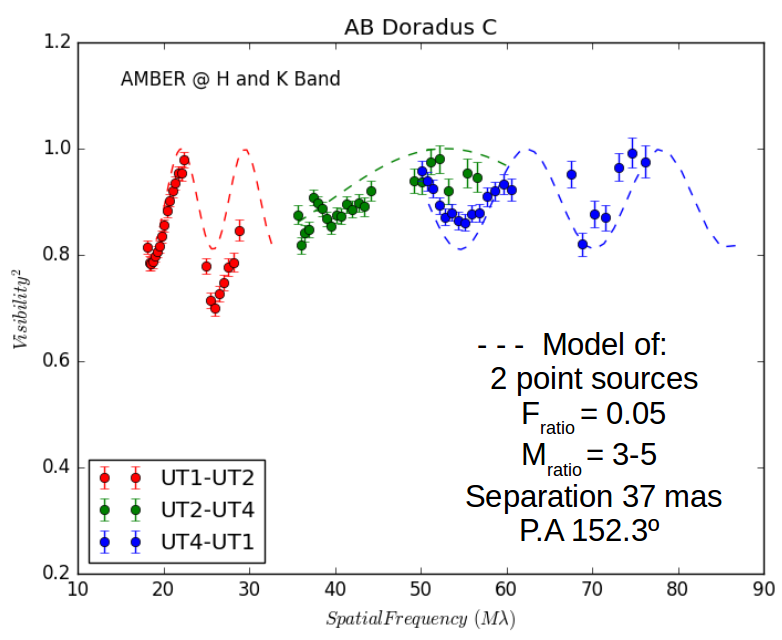 AB Doradus C
AMBER @ H and K Band
1.2
1.0
0.8
0.6
0.4
0.2
Visibility²
- - - Model of:
2 point sources
Fratio = 0.05
Mratio = 3-5
Separation 37 mas
P.A 152.3º
UT1-UT2
UT2-UT4
UT4-UT1
10 20 30 40 50 60 70 80 90
SpatialFrequency (Mλ)